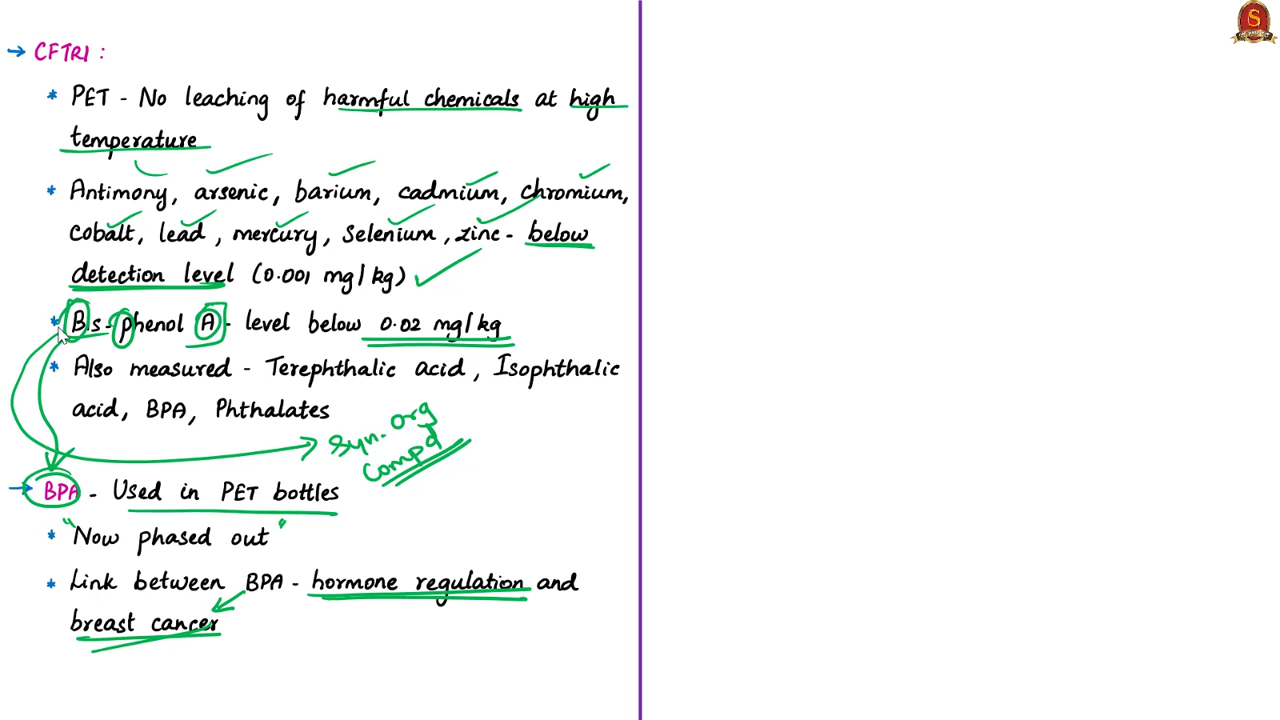 → CFTRI :
* PET - No leaching of harmful chemicals at high
temperature
* Antimony, arsenic, barium, cadmium, chromium,
cobalt, lead, mercury, Selenium, zinc - below
detection level (0.001 mg/kg)
* Bis-phenol A - level below 0.02 mg/kg
* Also measured - Terephthalic acid, Isophthalic
acid, BPA, Phthalates
Syn. org
compd
→ BPA - Used in PET bottles
* "Now phased out"
* Link between BPA - hormone regulation and
breast cancer
S